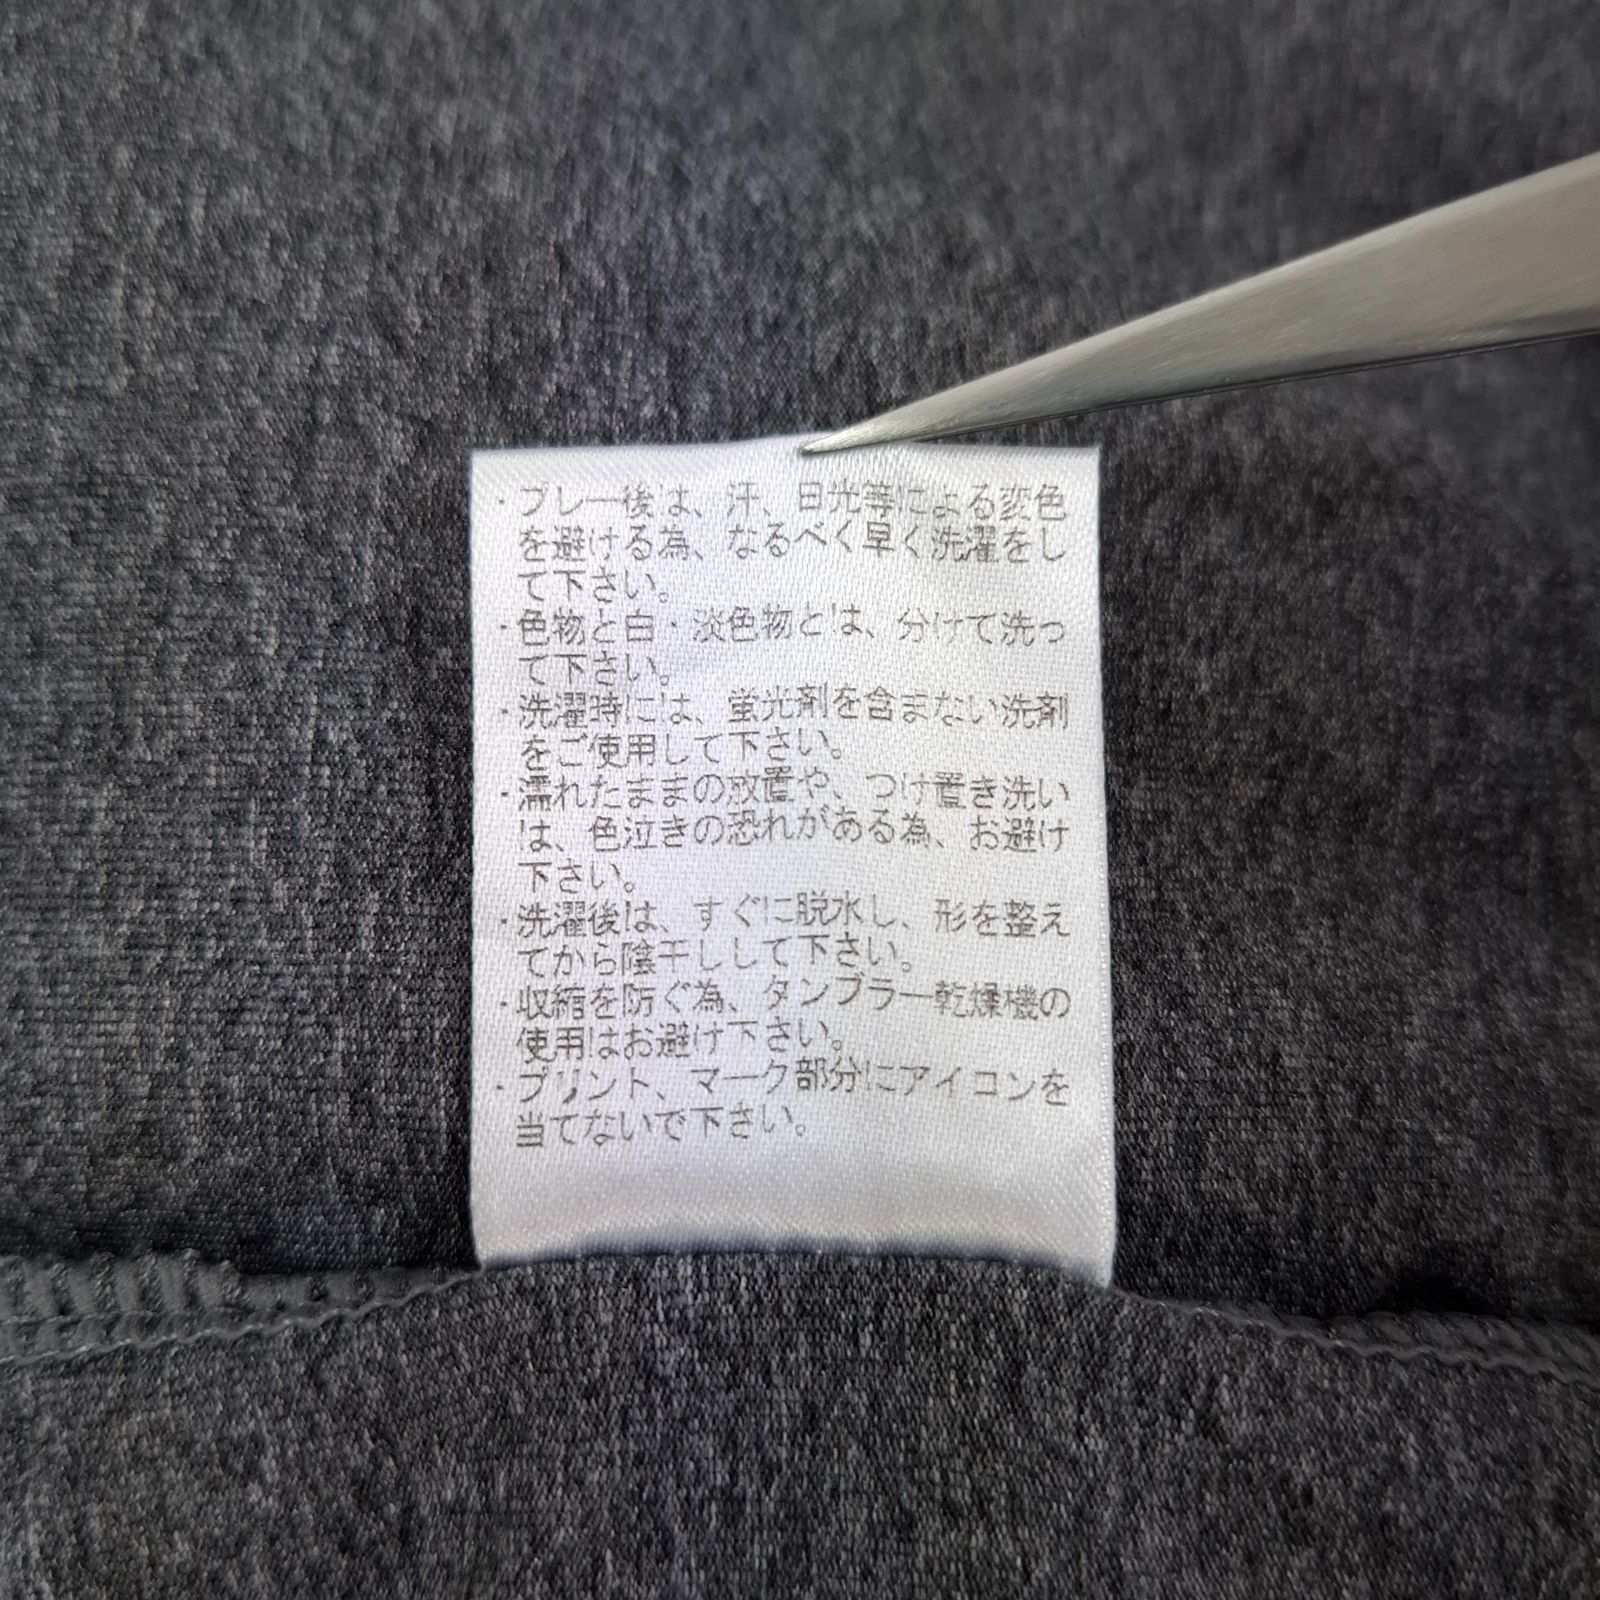 ・プレー後は、汗、日光等による変色
を避ける為、なるべく早く洗濯をし
て下さい。
・色物と白・淡色物とは、分けて洗っ
て下さい。
・洗濯時には、蛍光剤を含まない洗剤
をご使用して下さい。
・濡れたままの放置や、つけ置き洗い
は、色泣きの恐れがある為、お避け
下さい。
・洗濯後は、すぐに脱水し、形を整え
てから陰干しして下さい。
・収縮を防ぐ為、タンブラー乾燥機の
使用はお避け下さい。
・プリント、マーク部分にアイコンを
当てないで下さい。